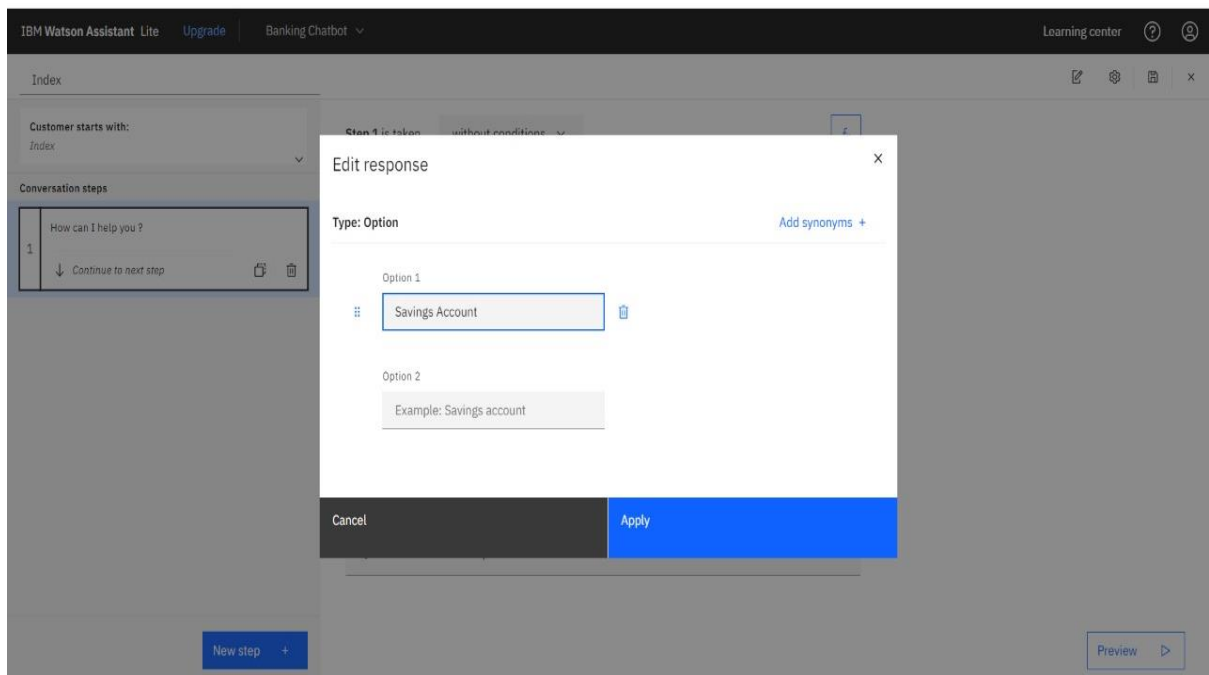 IBM Watson Assistant Lite Upgrade Banking Chatbot Learning center
Index
Customer starts with:
Index
Conversation steps
1
How can I help you ?
Continue to next step
New step +
Step 1 is taken without conditions
Edit response
X
Type: Option
Add synonyms +
Option 1
Savings Account
Option 2
Example: Savings account
Cancel
Apply
Preview